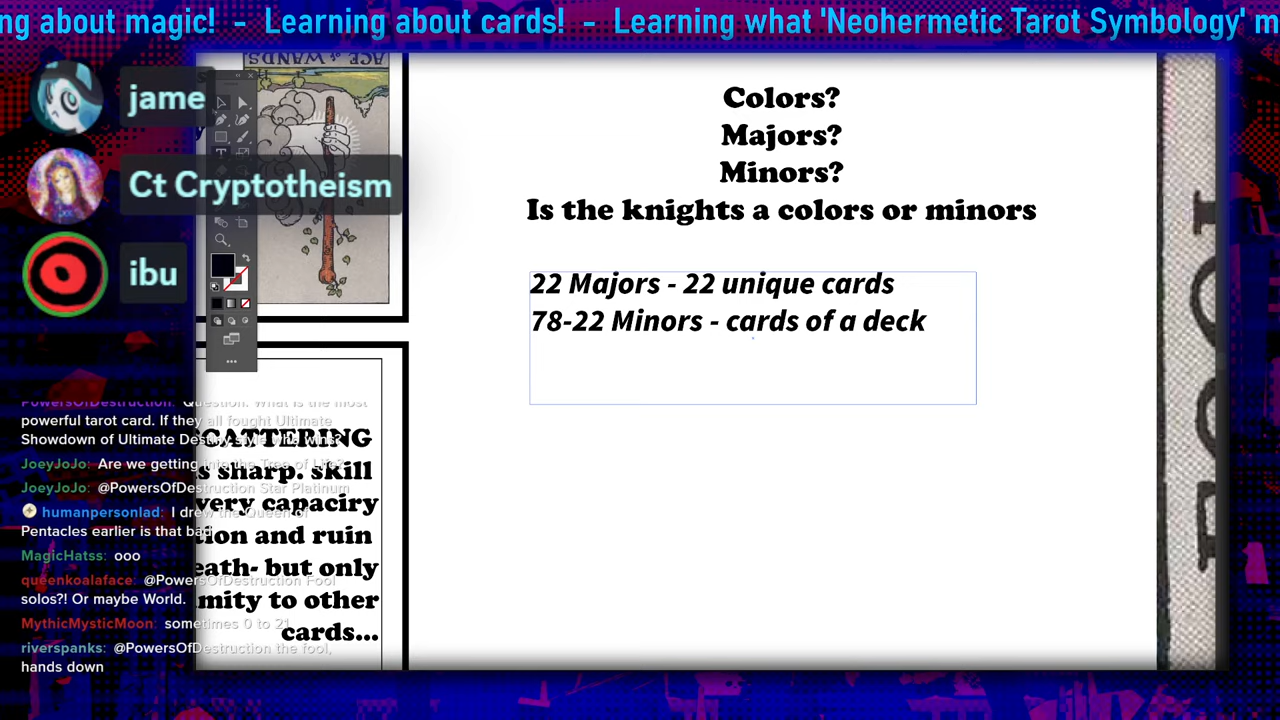 ng about magic! - Learning about cards! - Learning what 'Neohermetic Tarot Symbology' m
ACE of WANDS
jame
Ct Cryptotheism
ibu
Colors?
Majors?
Minors?
Is the knights a colors or minors
22 Majors - 22 unique cards
78-22 Minors - cards of a deck
SCATTERING
s sharp. skill
very capaciry
tion and ruin
eath- but only
mity to other
cards...
PowersOfDestruction: Question. What is the most
powerful tarot card. If they all fought Ultimate
Showdown of Ultimate Destiny style who wins?
JoeyJoJo: Are we getting into the Tree of Life?
JoeyJoJo: @PowersOfDestruction Star Platinum
humanpersonlad: I drew the Queen of
Pentacles earlier is that bad
MagicHatss: ooo
queenkoalaface: @PowersOfDestruction Fool
solos?! Or maybe World.
MythicMysticMoon: sometimes 0 to 21
riverspanks: @PowersOfDestruction the fool,
hands down